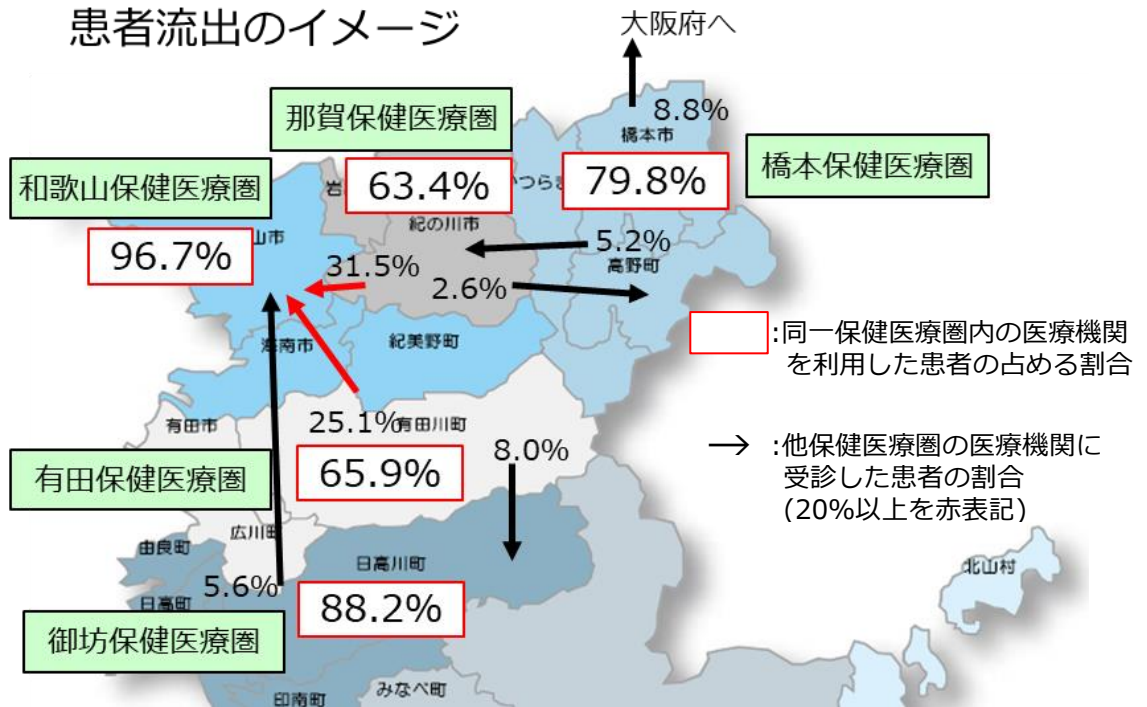 患者流出のイメージ
大阪府へ
那賀保健医療圏
8.8%
橋本市
橋本保健医療圏
和歌山保健医療圏
岩
63.4%
つらぎ
79.8%
山市
紀の川市
96.7%
5.2%
31.5%
高野町
2.6%
:同一保健医療圏内の医療機関
を利用した患者の占める割合
海南市
紀美野町
有田市
25.1%
有田川町
8.0%
→ :他保健医療圏の医療機関に
受診した患者の割合
(20%以上を赤表記)
有田保健医療圏
65.9%
広川町
由良町
日高川町
北山村
日高町
5.6%
88.2%
御坊保健医療圏
印南町
みなべ町